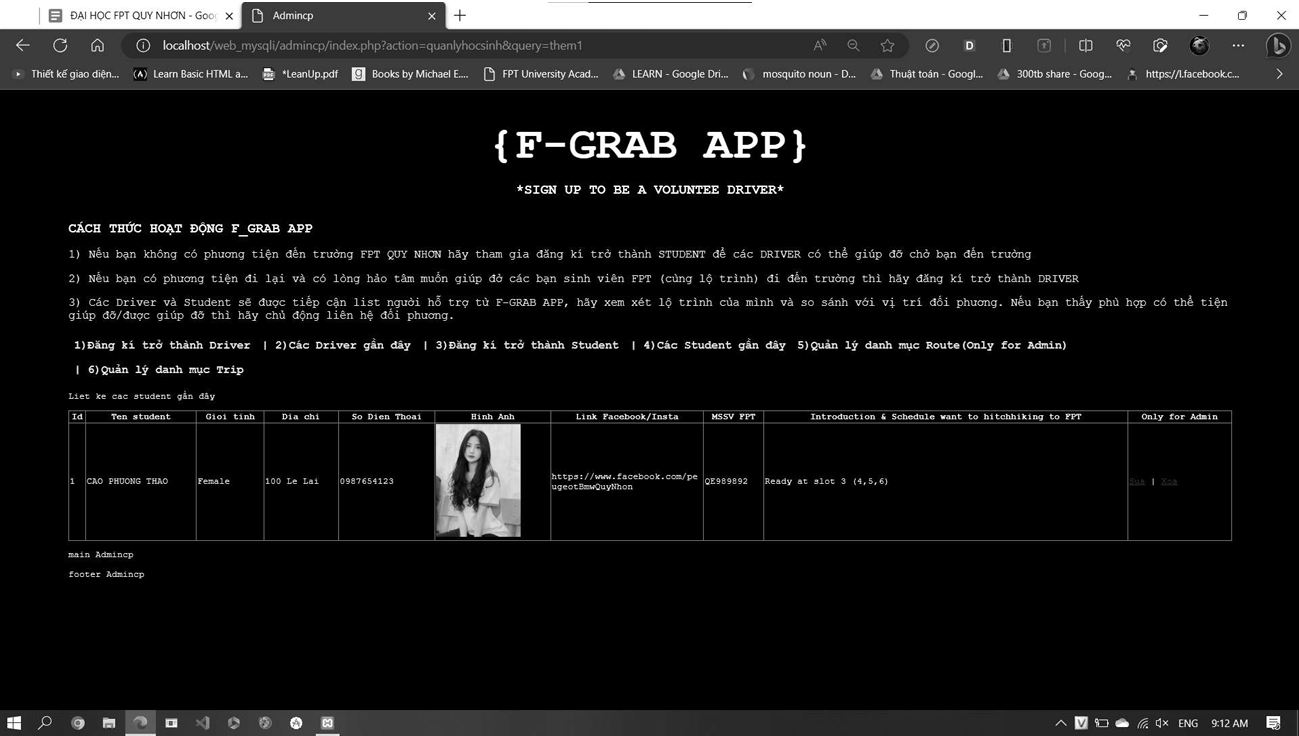 ĐẠI HỌC FPT QUY NHƠN - Goog
Admincp
localhost/web_mysqli/admincp/index.php?action=quanlyhocsinh&query=them1
Thiết kế giao diện... Learn Basic HTML a... *LeanUp.pdf Books by Michael E.... FPT University Acad... LEARN - Google Dri... mosquito noun - D... Thuật toán - Googl... 300tb share - Goog... https://l.facebook.c...
{F-GRAB APP}
*SIGN UP TO BE A VOLUNTEE DRIVER*
CÁCH THỨC HOẠT ĐỘNG F_GRAB APP
1) Nếu bạn không có phương tiện đến trường FPT QUY NHƠN hãy tham gia đăng kí trở thành STUDENT để các DRIVER có thể giúp đỡ chở bạn đến trường
2) Nếu bạn có phương tiện đi lại và có lòng hảo tâm muốn giúp đở các bạn sinh viên FPT (cùng lộ trình) đi đến trường thì hãy đăng kí trở thành DRIVER
3) Các Driver và Student sẽ được tiếp cận list người hỗ trợ từ F-GRAB APP, hãy xem xét lộ trình của mình và so sánh với vị trí đối phương. Nếu bạn thấy phù hợp có thể tiện
giúp đỡ/được giúp đỡ thì hãy chủ động liên hệ đối phương.
1)Đăng kí trở thành Driver | 2)Các Driver gần đây | 3)Đăng kí trở thành Student | 4)Các Student gần đây 5)Quản lý danh mục Route(Only for Admin)
| 6)Quản lý danh mục Trip
Liet ke cac student gần đây
Id Ten student Gioi tinh Dia chi So Dien Thoai Hinh Anh Link Facebook/Insta MSSV FPT Introduction & Schedule want to hitchhiking to FPT Only for Admin
1 CAO PHUONG THAO Female 100 Le Lai 0987654123 https://www.facebook.com/pe
ugeotBmwQuyNhon QE989892 Ready at slot 3 (4,5,6) Sua | Xoa
main Admincp
footer Admincp
ENG 9:12 AM